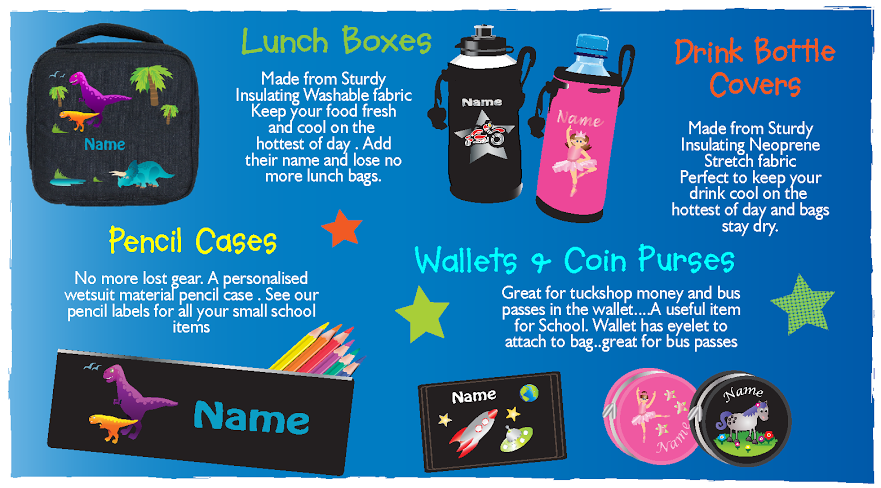 Lunch Boxes
Made from Sturdy
Insulating Washable fabric
Keep your food fresh
and cool on the
hottest of day . Add
their name and lose no
more lunch bags.
Name
Name
Name
Drink Bottle
Covers
Made from Sturdy
Insulating Neoprene
Stretch fabric
Perfect to keep your
drink cool on the
hottest of day and bags
stay dry.
Pencil Cases
No more lost gear. A personalised
wetsuit material pencil case . See our
pencil labels for all your small school
items
Name
Wallets & Coin Purses
Great for tuckshop money and bus
passes in the wallet....A useful item
for School. Wallet has eyelet to
attach to bag..great for bus passes
Name
Name
Name